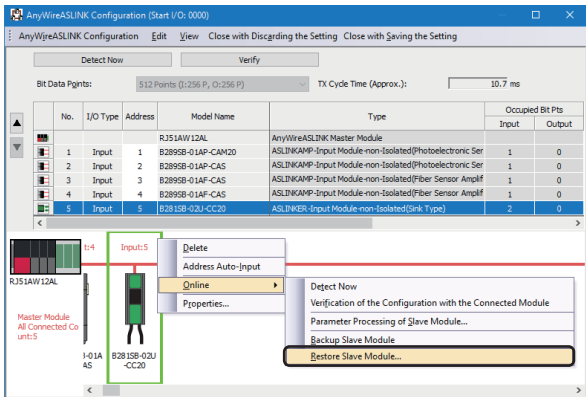 AnyWireASLINK Configuration (Start I/O: 0000)
AnyWireASLINK Configuration Edit View Close with Discarding the Setting Close with Saving the Setting
Detect Now Verify
Bit Data Points: 512 Points (I:256 P, O:256 P) TX Cycle Time (Approx.): 10.7 ms
No. I/O Type Address Model Name Type Occupied Bit Pts
Input Output
RJ51AW12AL AnyWireASLINK Master Module
1 Input 1 B289SB-01AP-CAM20 ASLINKAMP-Input Module-non-Isolated(Photoelectric Ser 1 0
2 Input 2 B289SB-01AP-CAS ASLINKAMP-Input Module-non-Isolated(Photoelectric Ser 1 0
3 Input 3 B289SB-01AF-CAS ASLINKAMP-Input Module-non-Isolated(Fiber Sensor Amplif 1 0
4 Input 4 B289SB-01AF-CAS ASLINKAMP-Input Module-non-Isolated(Fiber Sensor Amplif 1 0
5 Input 5 B281SB-02U-CC20 ASLINKER-Input Module-non-Isolated(Sink Type) 2 0
t:4 Input:5
Delete
Address Auto-Input
Online
Properties...
Detect Now
Verification of the Configuration with the Connected Module
Parameter Processing of Slave Module...
Backup Slave Module
Restore Slave Module...
RJ51AW12AL
Master Module
All Connected Co
unt:5
-01A
AS
B281SB-02U
-CC20